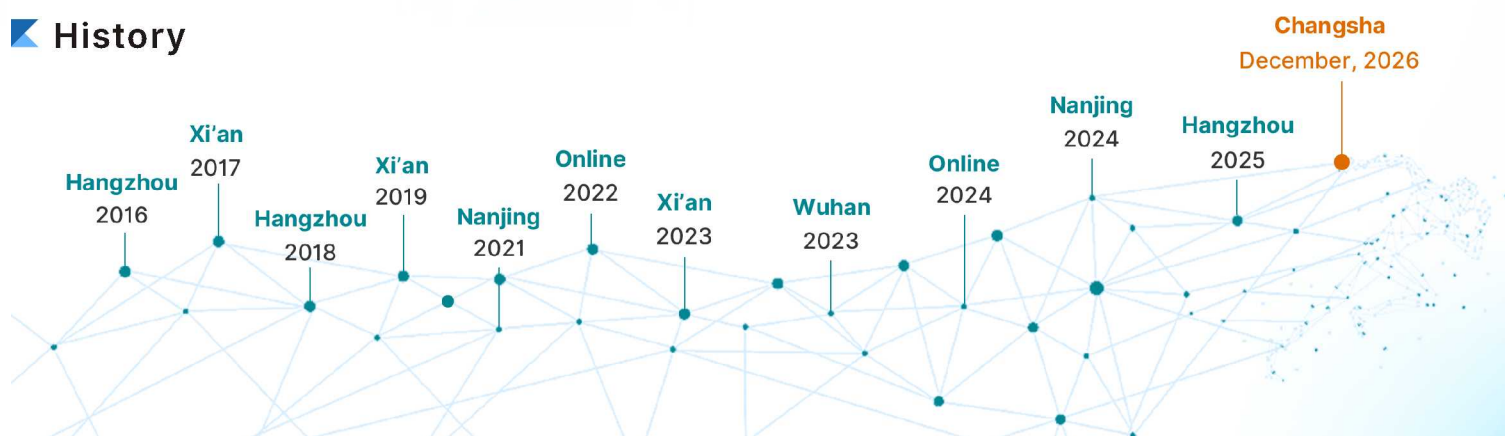 History
Hangzhou
2016
Xi’an
2017
Hangzhou
2018
Xi’an
2019
Nanjing
2021
Online
2022
Xi’an
2023
Wuhan
2023
Online
2024
Nanjing
2024
Hangzhou
2025
Changsha
December, 2026